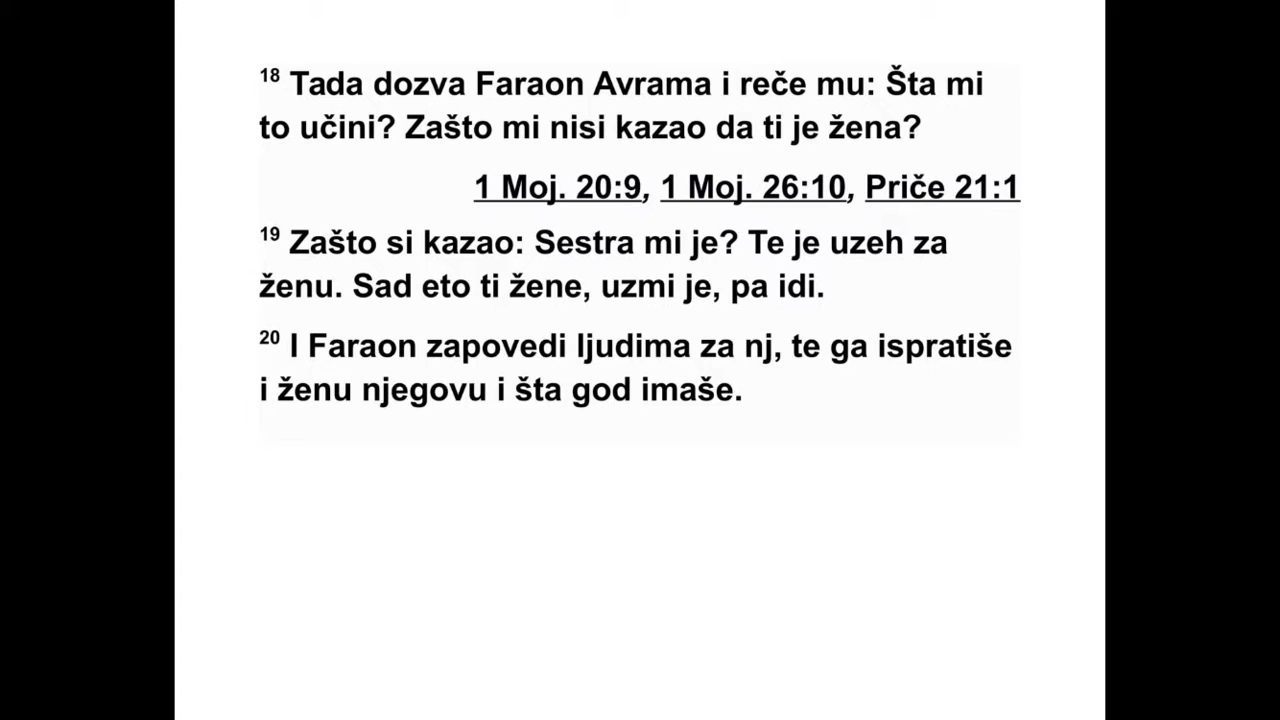 18 Tada dozva Faraon Avrama i reče mu: Šta mi
to učini? Zašto mi nisi kazao da ti je žena?
1 Moj. 20:9, 1 Moj. 26:10, Priče 21:1
19 Zašto si kazao: Sestra mi je? Te je uzeh za
ženu. Sad eto ti žene, uzmi je, pa idi.
20 I Faraon zapovedi ljudima za nj, te ga ispratiše
i ženu njegovu i šta god imaše.